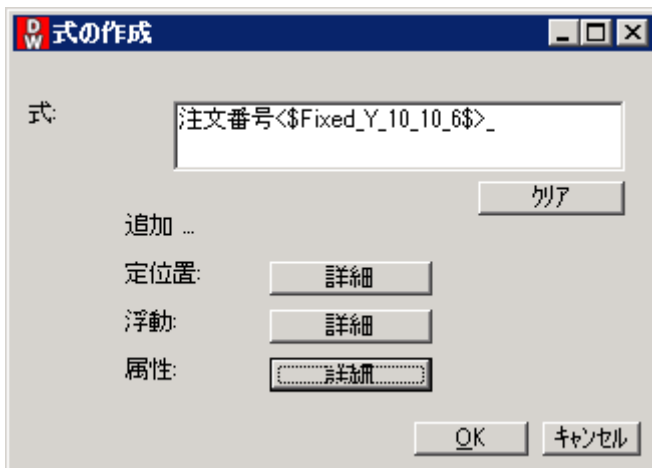 DW 式の作成
式:
注文番号<$Fixed_Y_10_10_6$>_
クリア
追加 ...
定位置: 詳細
浮動: 詳細
属性: 詳細
OK キャンセル